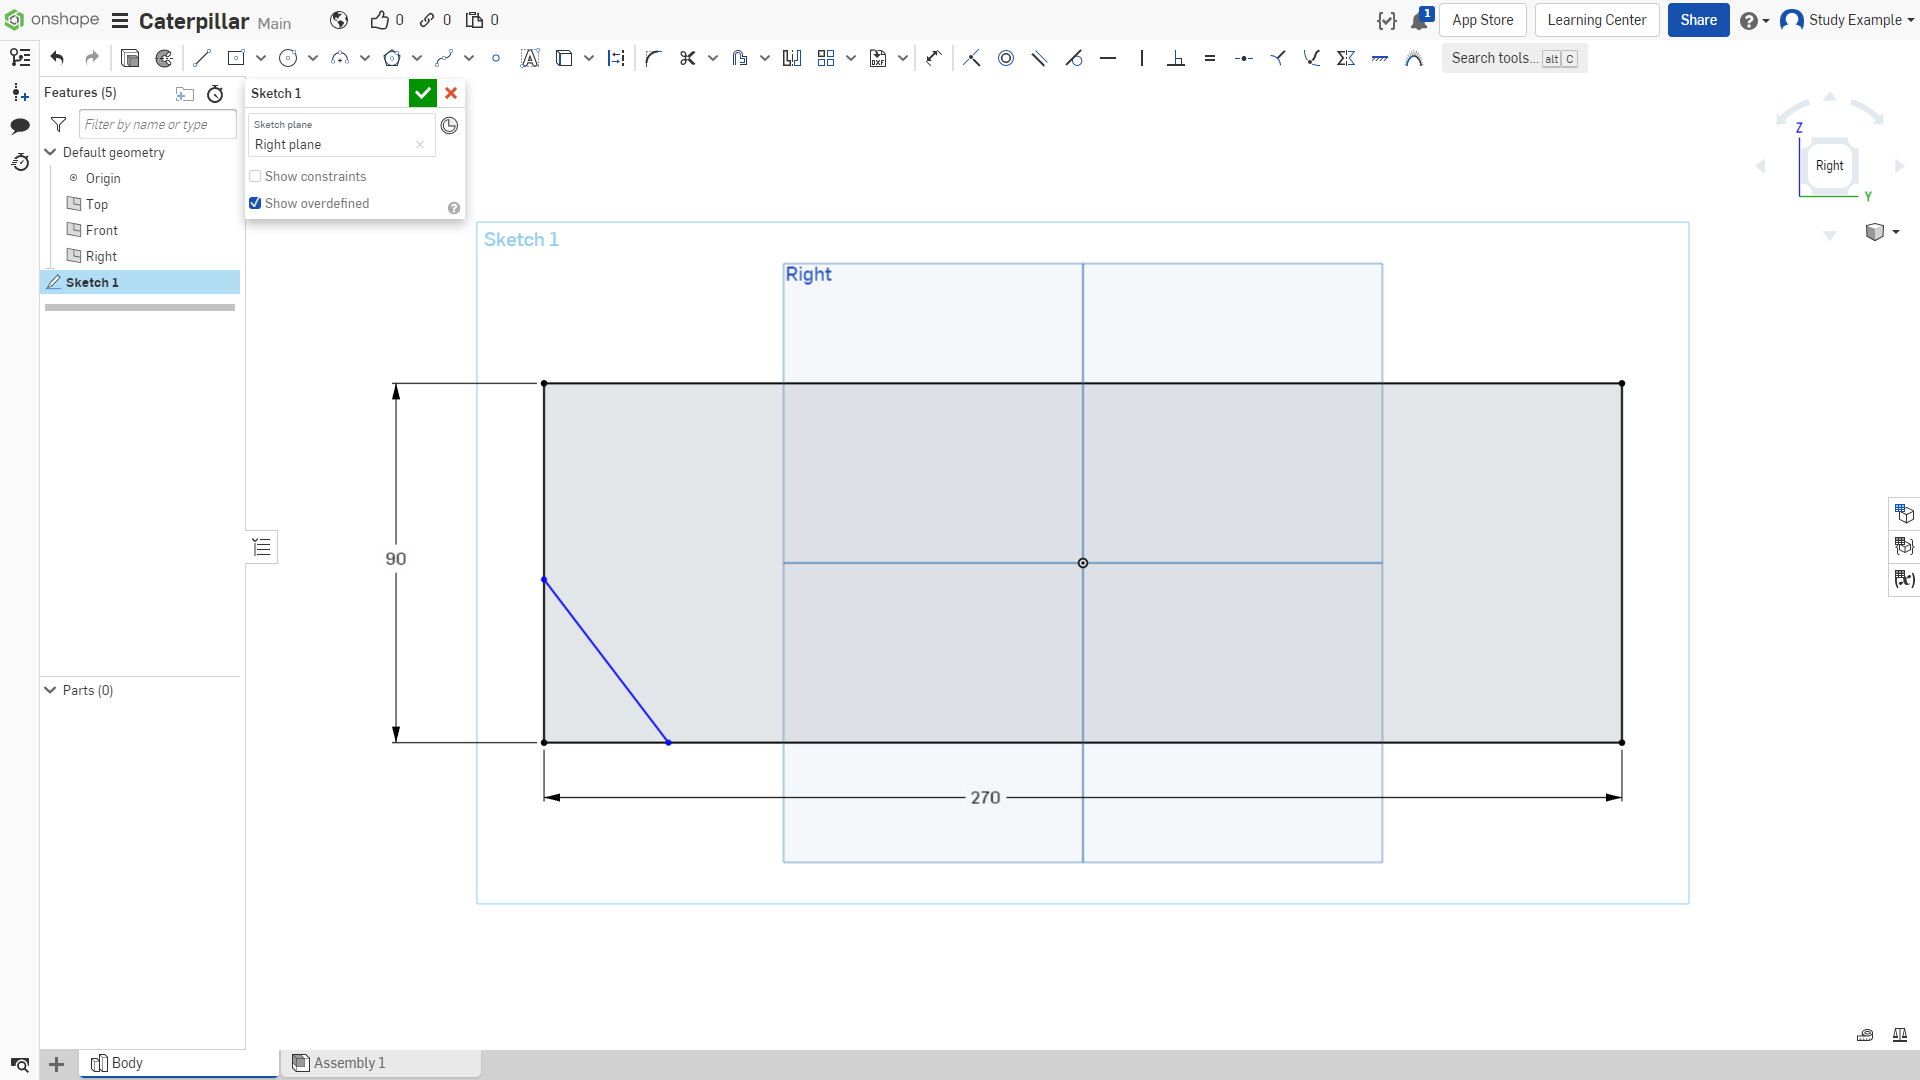 onshape Caterpillar Main 0 0 0 1 App Store Learning Center Share Study Example
Search tools... alt C
Features (5)
Filter by name or type
Default geometry
Origin
Top
Front
Right
Sketch 1
Parts (0)
Sketch 1
Sketch plane
Right plane
Show constraints
Show overdefined
Sketch 1
Right
90
270
Z
Right
Y
Body
Assembly 1